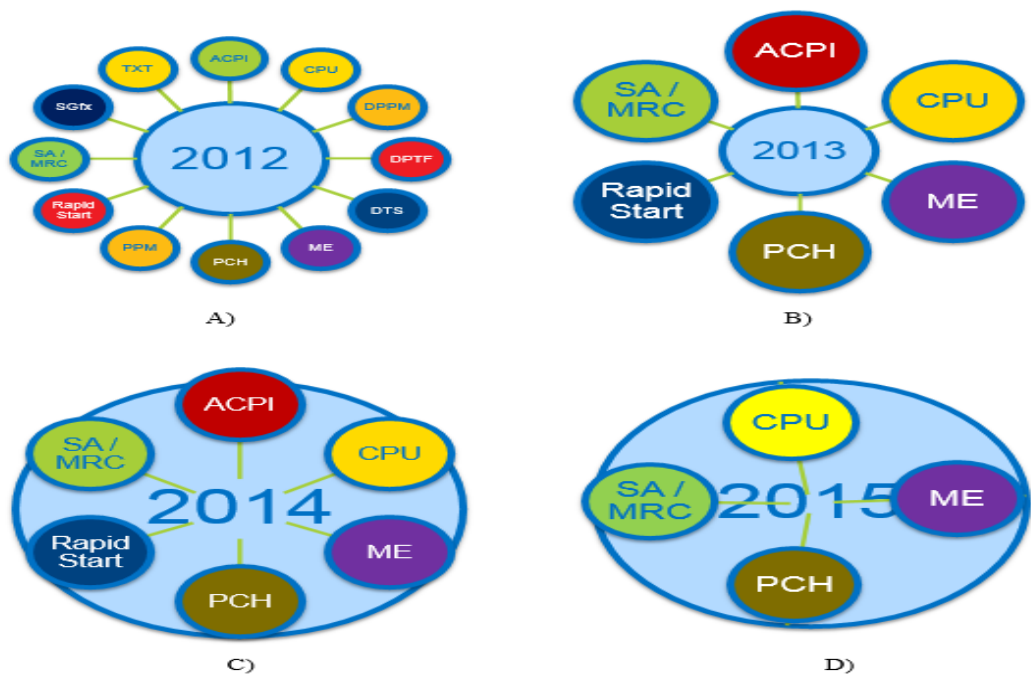 ACPI
TXT
CPU
SGfx
DPPM
2012
SA /
MRC
DPTF
Rapid
Start
DTS
PPM
ME
PCH
A)
ACPI
SA /
MRC
CPU
2013
Rapid
Start
ME
PCH
B)
ACPI
SA /
MRC
CPU
2014
Rapid
Start
ME
PCH
C)
CPU
SA /
MRC
2015
ME
PCH
D)